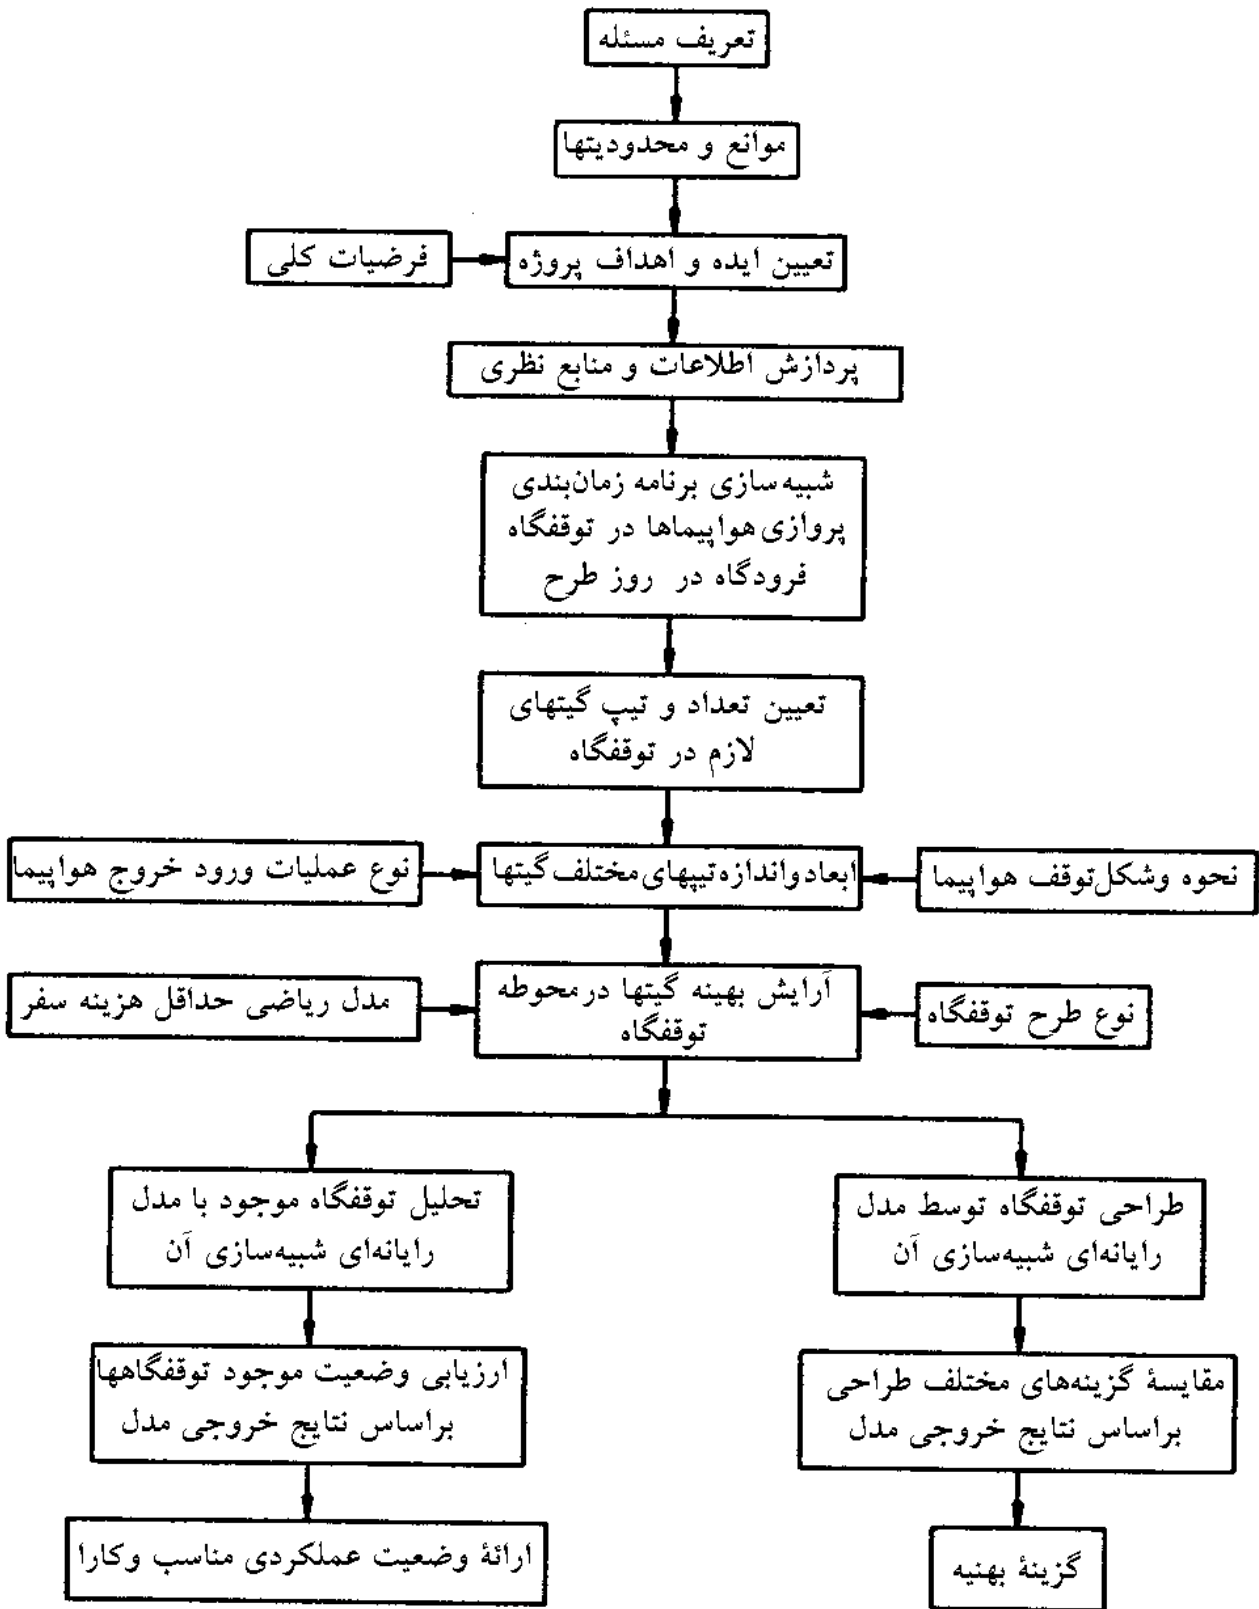 تعریف مسئله
موانع و محدودیتها
تعیین ایده و اهداف پروژه
فرضیات کلی
پردازش اطلاعات و منابع نظری
شبیه سازی برنامه زمان‌بندی
پروازی هواپیماها در توقفگاه
فرودگاه در روز طرح
تعیین تعداد و تیپ گیتهای
لازم در توقفگاه
نحوه وشکل توقف هواپیما
ابعاد واندازه تیپهای مختلف گیتها
نوع عملیات ورود خروج هواپیما
نوع طرح توقفگاه
آرایش بهینه گیتها در محوطه
توقفگاه
مدل ریاضی حداقل هزینه سفر
طراحی توقفگاه توسط مدل
رایانه‌ای شبیه‌سازی آن
تحلیل توقفگاه موجود با مدل
رایانه‌ای شبیه‌سازی آن
مقایسهٔ گزینه‌های مختلف طراحی
براساس نتایج خروجی مدل
ارزیابی وضعیت موجود توقفگاهها
براساس نتایج خروجی مدل
گزینهٔ بهنیه
ارائهٔ وضعیت عملکردی مناسب وکارا